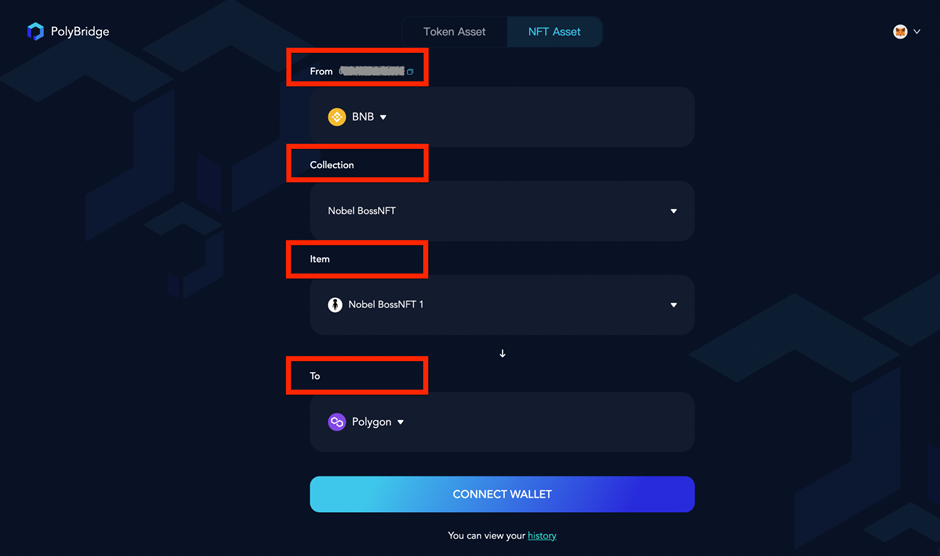 PolyBridge
Token Asset
NFT Asset
From
BNB
Collection
Nobel BossNFT
Item
Nobel BossNFT 1
To
Polygon
CONNECT WALLET
You can view your history